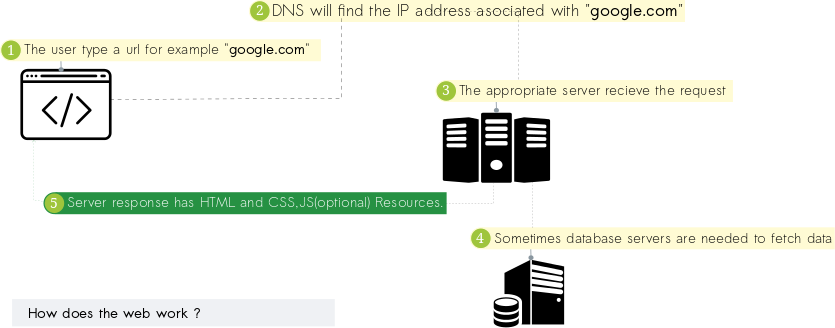 2 DNS will find the IP address asociated with "google.com"
1 The user type a url for example "google.com"
</>
3 The appropriate server recieve the request
5 Server response has HTML and CSS,JS(optional) Resources.
4 Sometimes database servers are needed to fetch data
How does the web work ?